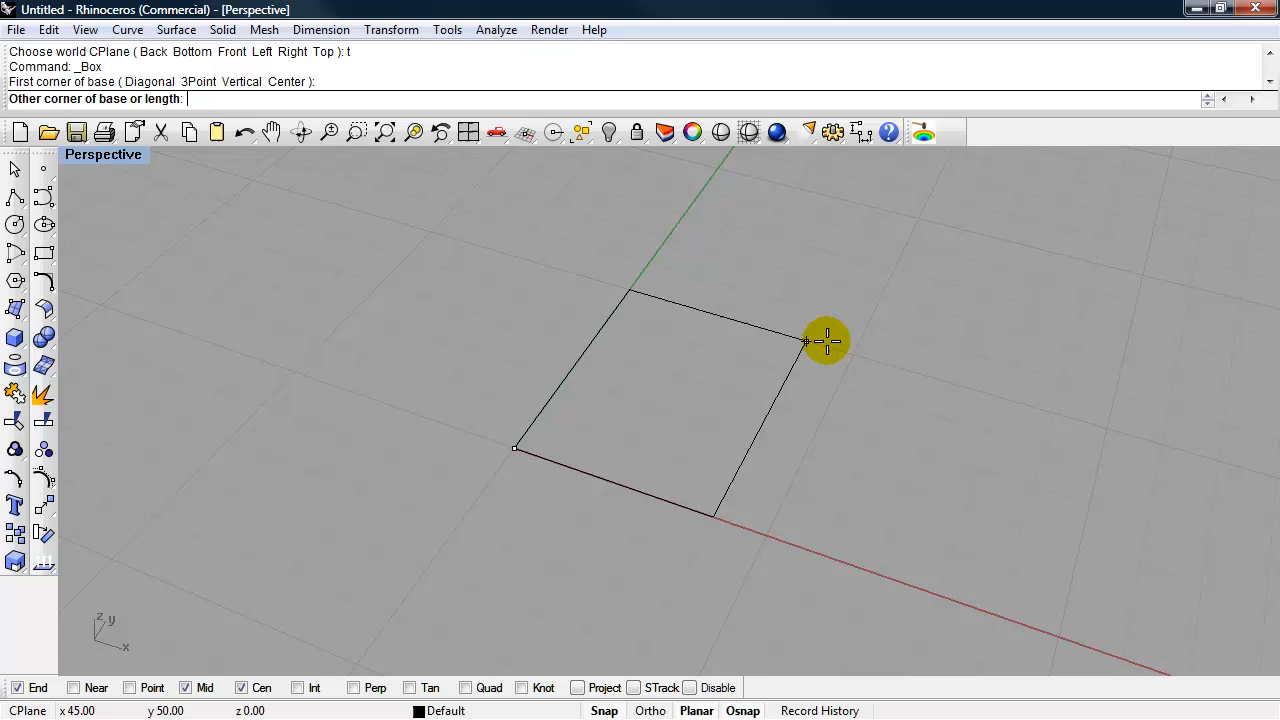 Untitled - Rhinoceros (Commercial) - [Perspective]
File Edit View Curve Surface Solid Mesh Dimension Transform Tools Analyze Render Help
Choose world CPlane ( Back Bottom Front Left Right Top ): t
Command: _Box
First corner of base ( Diagonal 3Point Vertical Center ):
Other corner of base or length:
Perspective
z y
x
End Near Point Mid Cen Int Perp Tan Quad Knot Project STrack Disable
CPlane x 45.00 y 50.00 z 0.00 Default Snap Ortho Planar Osnap Record History